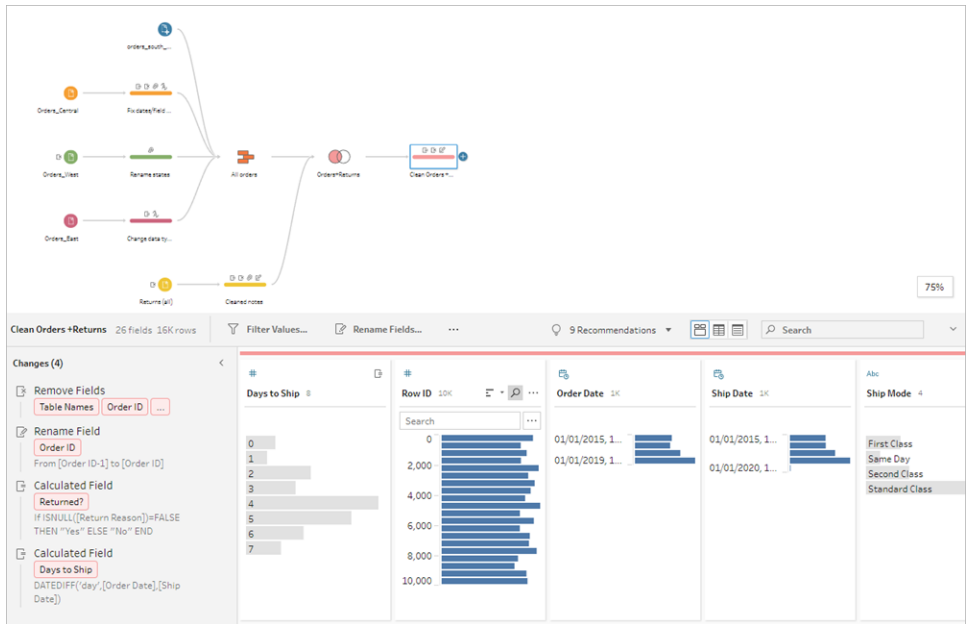 orders_south_...
Orders_Central
Fix dates/field ...
Orders_West
Rename states
All orders
Orders+Returns
Clean Orders +...
Orders_East
Change data ty...
Returns (all)
Cleaned notes
75%
Clean Orders +Returns 26 fields 16K rows
Filter Values...
Rename Fields...
...
9 Recommendations
Search
Changes (4)
Remove Fields
Table Names
Order ID
...
Rename Field
Order ID
From [Order ID-1] to [Order ID]
Calculated Field
Returned?
If ISNULL([Return Reason])=FALSE
THEN "Yes" ELSE "No" END
Calculated Field
Days to Ship
DATEDIFF('day',[Order Date],[Ship
Date])
#
Days to Ship 8
0
1
2
3
4
5
6
7
#
Row ID 10K
...
Search
...
0
2,000
4,000
6,000
8,000
10,000
Order Date 1K
01/01/2015, 1...
01/01/2019, 1...
Ship Date 1K
01/01/2015, 1...
01/01/2020, 1...
Abc
Ship Mode 4
First Class
Same Day
Second Class
Standard Class